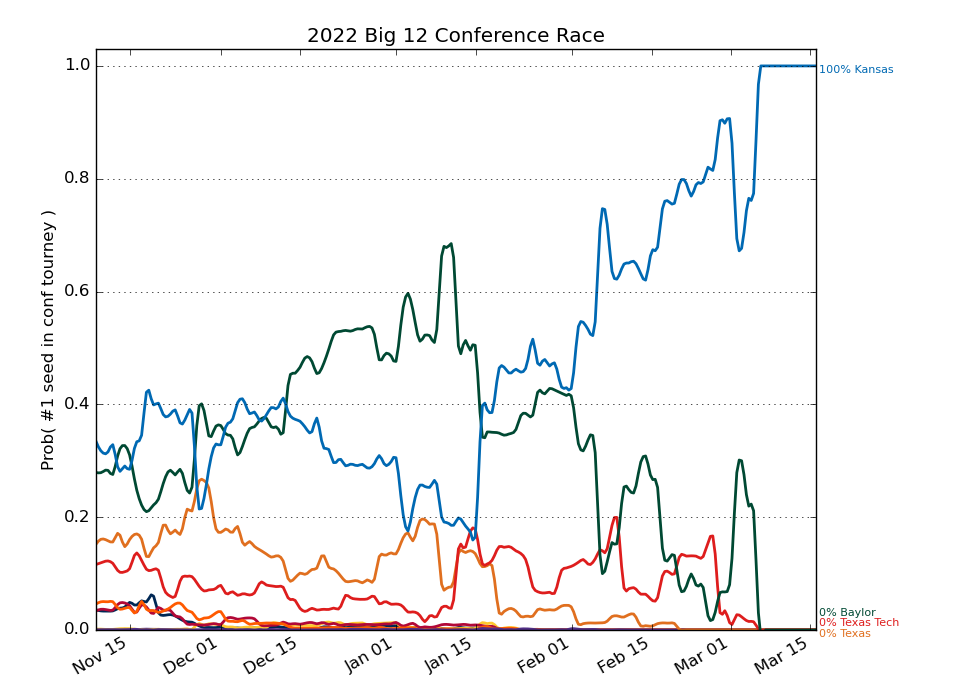 2022 Big 12 Conference Race
Prob( #1 seed in conf tourney )
1.0
0.8
0.6
0.4
0.2
0.0
Nov 15
Dec 01
Dec 15
Jan 01
Jan 15
Feb 01
Feb 15
Mar 01
Mar 15
100% Kansas
0% Baylor
0% Texas Tech
0% Texas